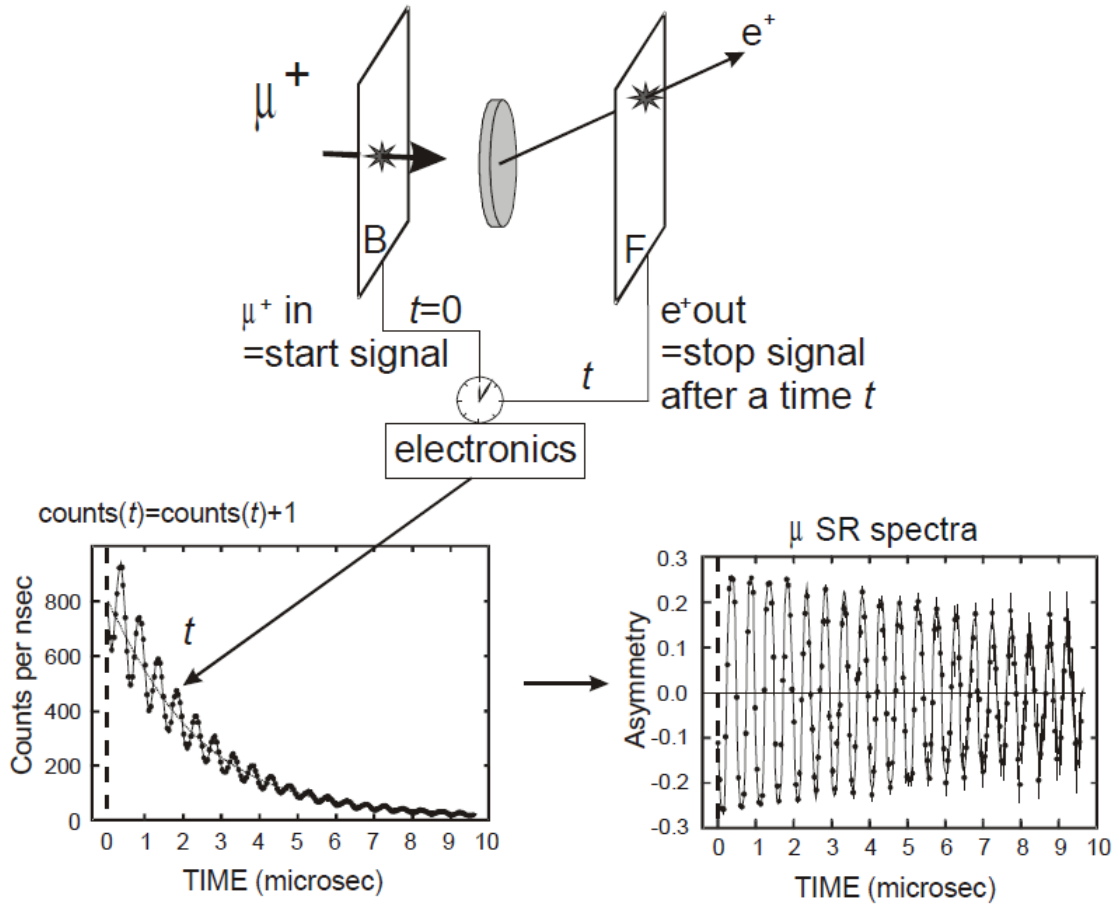 μ+
e+
B
F
μ+ in
=start signal
t=0
t
e+out
=stop signal
after a time t
electronics
counts(t)=counts(t)+1
Counts per nsec
800
600
400
200
0
t
0 1 2 3 4 5 6 7 8 9 10
TIME (microsec)
μ SR spectra
Asymmetry
0.3
0.2
0.1
0.0
-0.1
-0.2
-0.3
0 1 2 3 4 5 6 7 8 9 10
TIME (microsec)